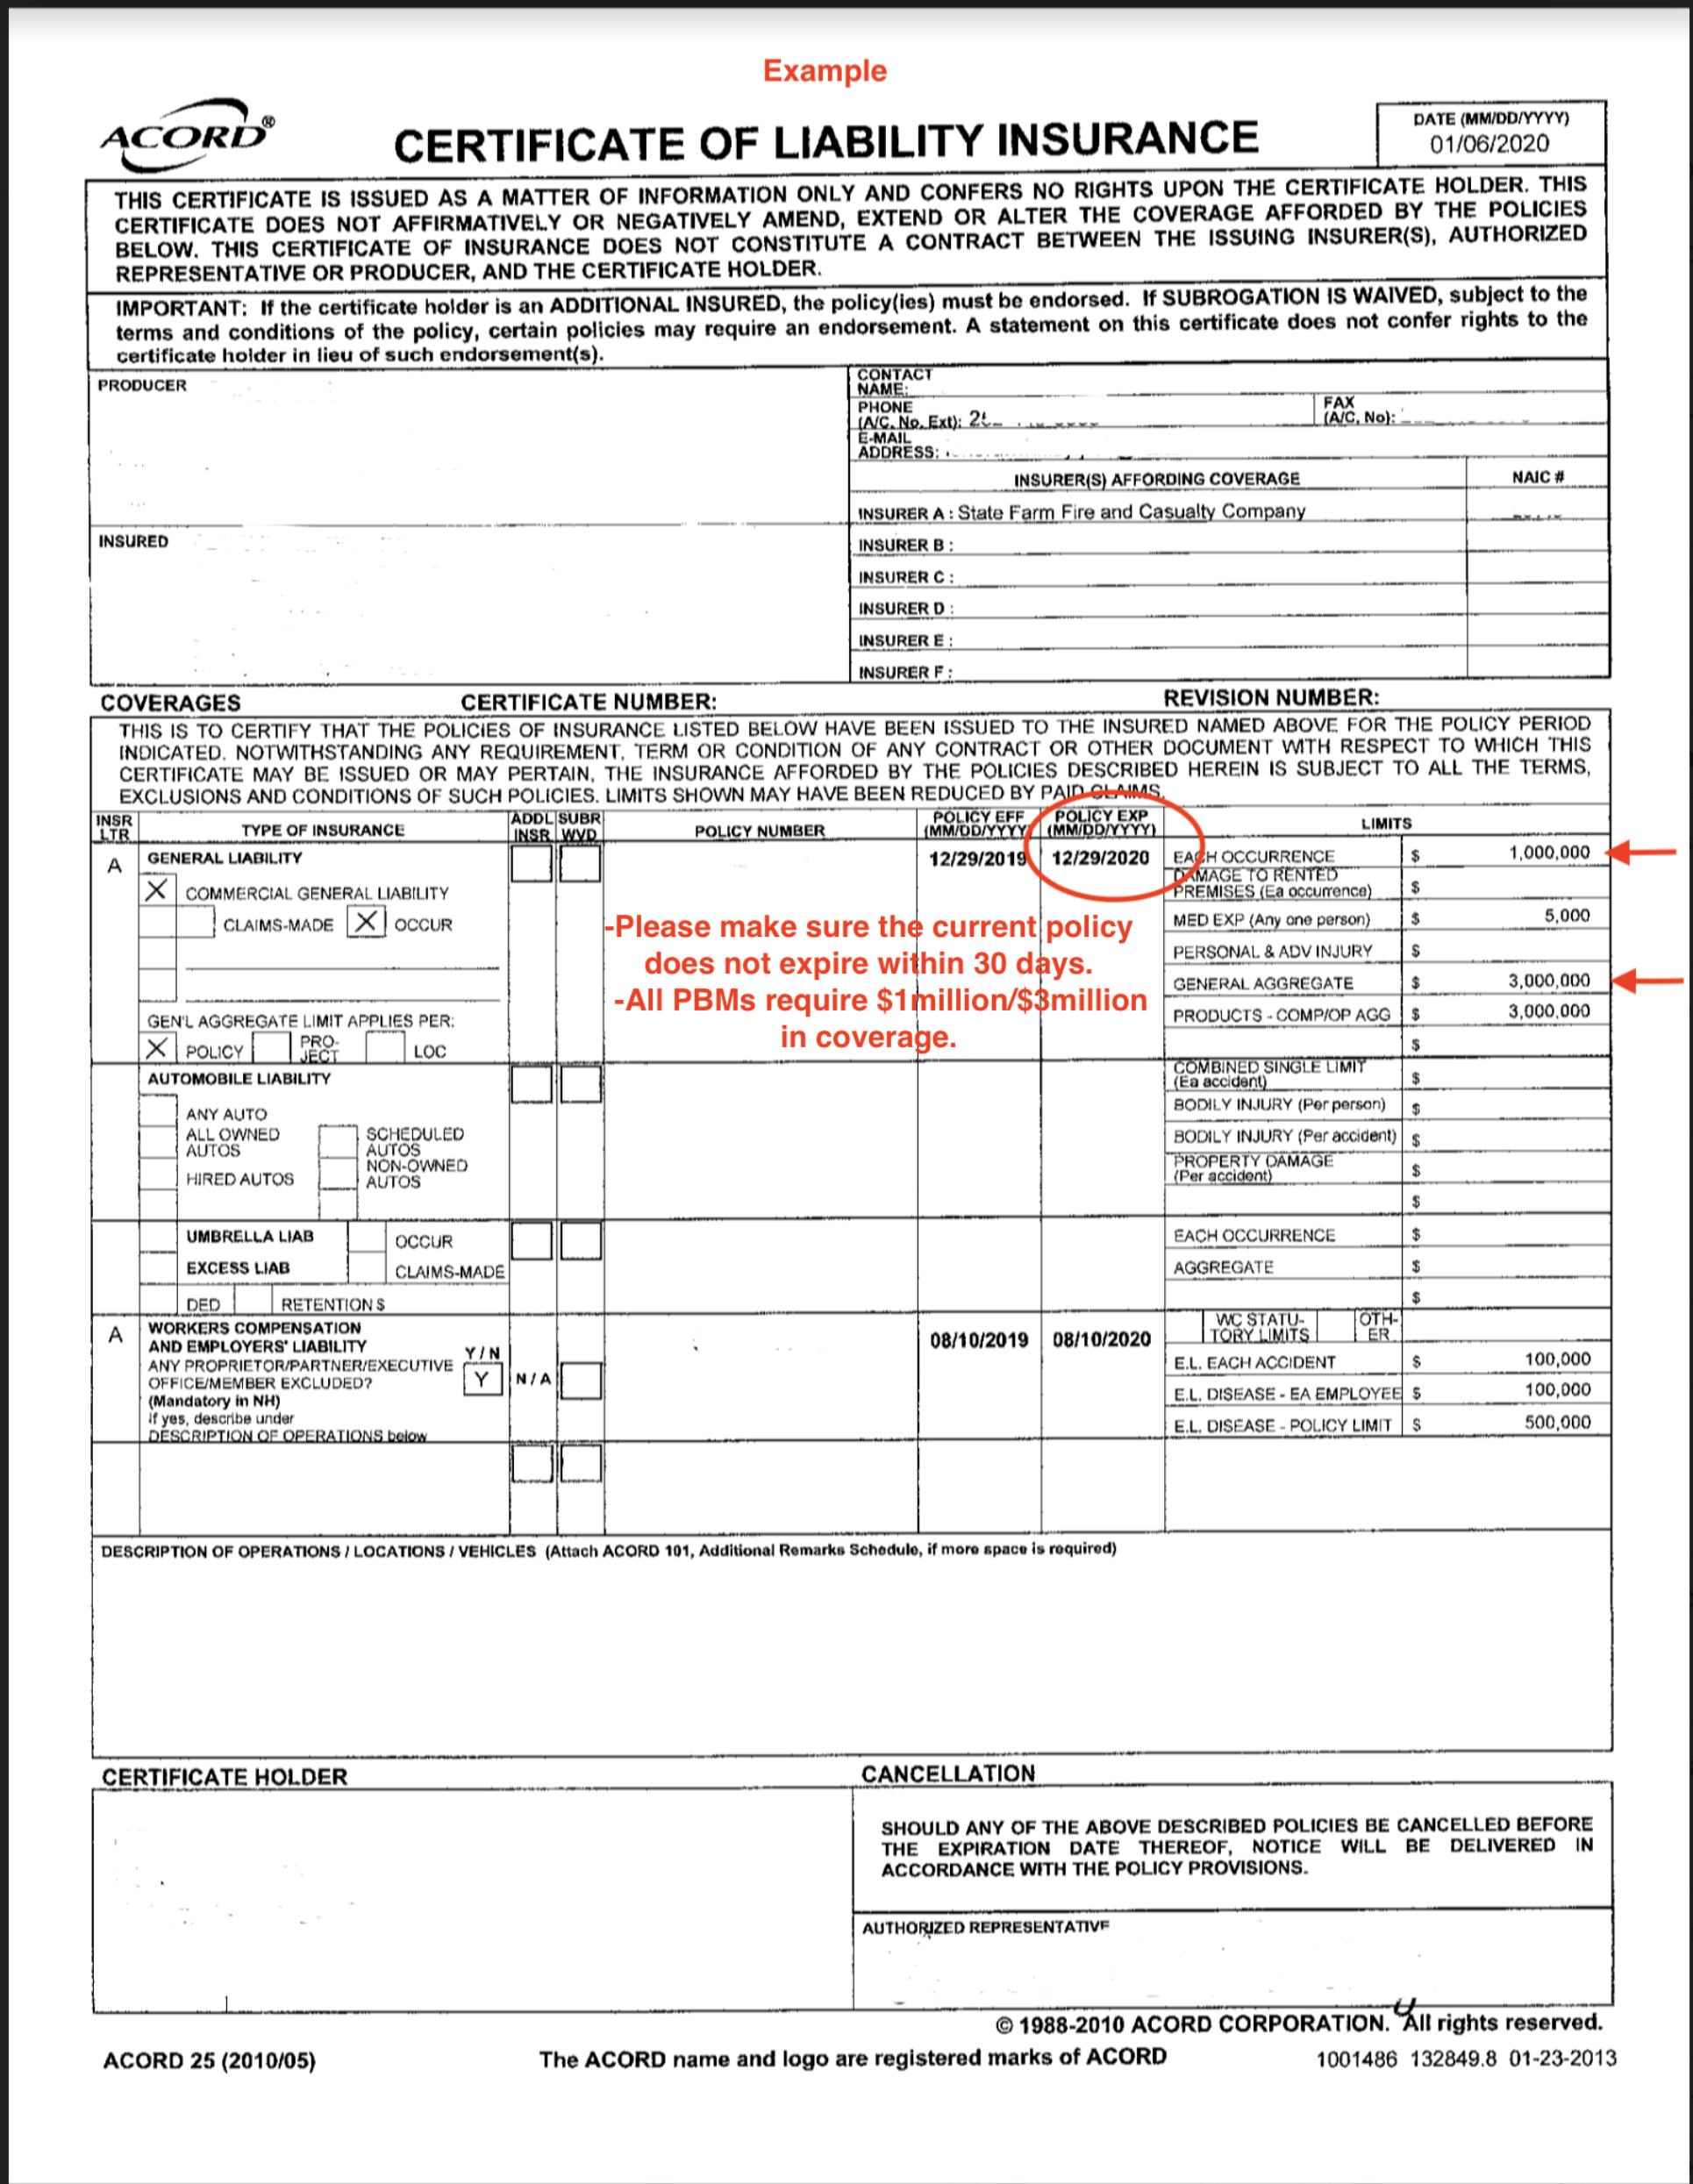 Example
ACORD®
CERTIFICATE OF LIABILITY INSURANCE
DATE (MM/DD/YYYY)
01/06/2020
THIS CERTIFICATE IS ISSUED AS A MATTER OF INFORMATION ONLY AND CONFERS NO RIGHTS UPON THE CERTIFICATE HOLDER. THIS
CERTIFICATE DOES NOT AFFIRMATIVELY OR NEGATIVELY AMEND, EXTEND OR ALTER THE COVERAGE AFFORDED BY THE POLICIES
BELOW. THIS CERTIFICATE OF INSURANCE DOES NOT CONSTITUTE A CONTRACT BETWEEN THE ISSUING INSURER(S), AUTHORIZED
REPRESENTATIVE OR PRODUCER, AND THE CERTIFICATE HOLDER.
IMPORTANT: If the certificate holder is an ADDITIONAL INSURED, the policy(ies) must be endorsed. If SUBROGATION IS WAIVED, subject to the
terms and conditions of the policy, certain policies may require an endorsement. A statement on this certificate does not confer rights to the
certificate holder in lieu of such endorsement(s).
PRODUCER
CONTACT
NAME:
PHONE
(A/C, No, Ext):
FAX
(A/C, No):
E-MAIL
ADDRESS:
INSURER(S) AFFORDING COVERAGE
NAIC #
INSURER A : State Farm Fire and Casualty Company
INSURED
INSURER B :
INSURER C :
INSURER D :
INSURER E :
INSURER F :
COVERAGES CERTIFICATE NUMBER: REVISION NUMBER:
THIS IS TO CERTIFY THAT THE POLICIES OF INSURANCE LISTED BELOW HAVE BEEN ISSUED TO THE INSURED NAMED ABOVE FOR THE POLICY PERIOD
INDICATED. NOTWITHSTANDING ANY REQUIREMENT, TERM OR CONDITION OF ANY CONTRACT OR OTHER DOCUMENT WITH RESPECT TO WHICH THIS
CERTIFICATE MAY BE ISSUED OR MAY PERTAIN, THE INSURANCE AFFORDED BY THE POLICIES DESCRIBED HEREIN IS SUBJECT TO ALL THE TERMS,
EXCLUSIONS AND CONDITIONS OF SUCH POLICIES. LIMITS SHOWN MAY HAVE BEEN REDUCED BY PAID CLAIMS.
INSR
LTR
TYPE OF INSURANCE
ADDL
INSR
SUBR
WVD
POLICY NUMBER
POLICY EFF
(MM/DD/YYYY)
POLICY EXP
(MM/DD/YYYY)
LIMITS
A
GENERAL LIABILITY
X COMMERCIAL GENERAL LIABILITY
CLAIMS-MADE X OCCUR
GEN'L AGGREGATE LIMIT APPLIES PER:
X POLICY PRO-
JECT LOC
12/29/2019
12/29/2020
-Please make sure the current policy
does not expire within 30 days.
-All PBMs require $1million/$3million
in coverage.
EACH OCCURRENCE $ 1,000,000
DAMAGE TO RENTED
PREMISES (Ea occurrence) $
MED EXP (Any one person) $ 5,000
PERSONAL & ADV INJURY $
GENERAL AGGREGATE $ 3,000,000
PRODUCTS - COMP/OP AGG $ 3,000,000
$
AUTOMOBILE LIABILITY
ANY AUTO
ALL OWNED
AUTOS
HIRED AUTOS
SCHEDULED
AUTOS
NON-OWNED
AUTOS
COMBINED SINGLE LIMIT
(Ea accident) $
BODILY INJURY (Per person) $
BODILY INJURY (Per accident) $
PROPERTY DAMAGE
(Per accident) $
$
UMBRELLA LIAB OCCUR
EXCESS LIAB CLAIMS-MADE
DED RETENTION $
EACH OCCURRENCE $
AGGREGATE $
$
A
WORKERS COMPENSATION
AND EMPLOYERS' LIABILITY
Y / N
ANY PROPRIETOR/PARTNER/EXECUTIVE
OFFICE/MEMBER EXCLUDED?
Y
N / A
(Mandatory in NH)
If yes, describe under
DESCRIPTION OF OPERATIONS below
08/10/2019
08/10/2020
WC STATU-
TORY LIMITS
OTH-
ER
E.L. EACH ACCIDENT $ 100,000
E.L. DISEASE - EA EMPLOYEE $ 100,000
E.L. DISEASE - POLICY LIMIT $ 500,000
DESCRIPTION OF OPERATIONS / LOCATIONS / VEHICLES (Attach ACORD 101, Additional Remarks Schedule, if more space is required)
CERTIFICATE HOLDER
CANCELLATION
SHOULD ANY OF THE ABOVE DESCRIBED POLICIES BE CANCELLED BEFORE
THE EXPIRATION DATE THEREOF, NOTICE WILL BE DELIVERED IN
ACCORDANCE WITH THE POLICY PROVISIONS.
AUTHORIZED REPRESENTATIVE
© 1988-2010 ACORD CORPORATION. All rights reserved.
ACORD 25 (2010/05)
The ACORD name and logo are registered marks of ACORD
1001486 132849.8 01-23-2013